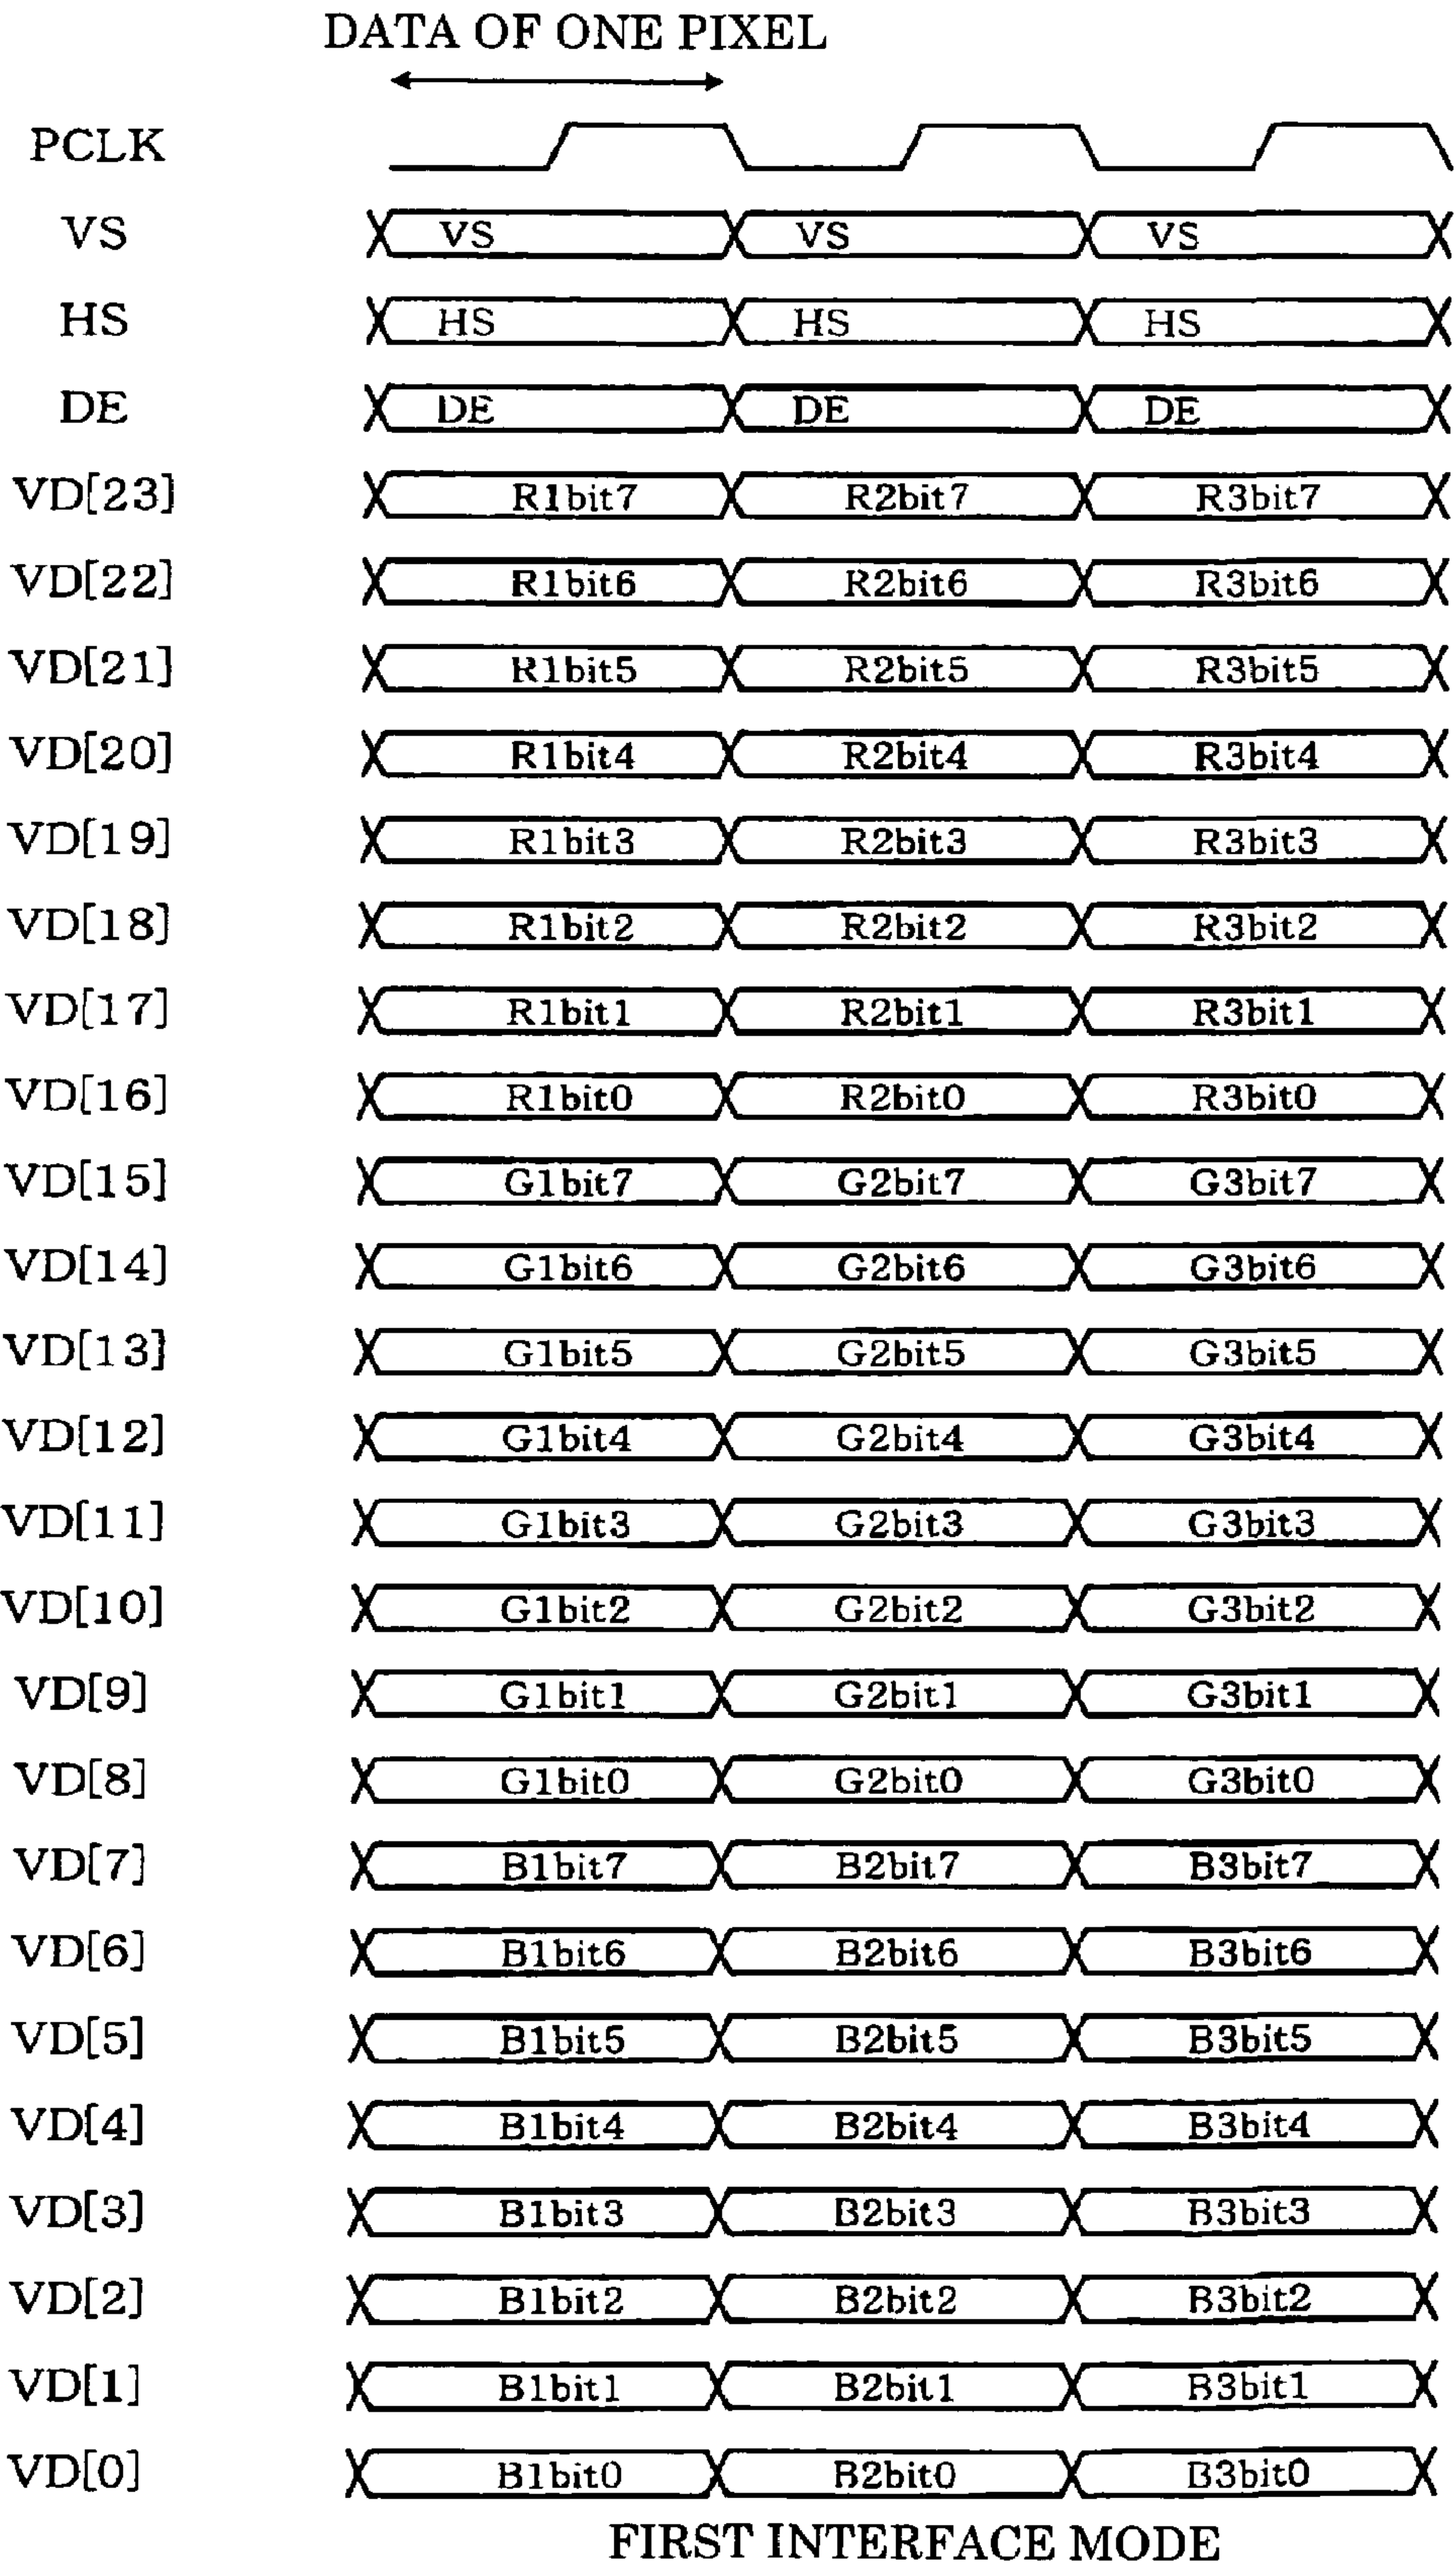 DATA OF ONE PIXEL
PCLK
VS VS VS VS
HS HS HS HS
DE DE DE DE
VD[23] R1bit7 R2bit7 R3bit7
VD[22] R1bit6 R2bit6 R3bit6
VD[21] R1bit5 R2bit5 R3bit5
VD[20] R1bit4 R2bit4 R3bit4
VD[19] R1bit3 R2bit3 R3bit3
VD[18] R1bit2 R2bit2 R3bit2
VD[17] R1bit1 R2bit1 R3bit1
VD[16] R1bit0 R2bit0 R3bit0
VD[15] G1bit7 G2bit7 G3bit7
VD[14] G1bit6 G2bit6 G3bit6
VD[13] G1bit5 G2bit5 G3bit5
VD[12] G1bit4 G2bit4 G3bit4
VD[11] G1bit3 G2bit3 G3bit3
VD[10] G1bit2 G2bit2 G3bit2
VD[9] G1bit1 G2bit1 G3bit1
VD[8] G1bit0 G2bit0 G3bit0
VD[7] B1bit7 B2bit7 B3bit7
VD[6] B1bit6 B2bit6 B3bit6
VD[5] B1bit5 B2bit5 B3bit5
VD[4] B1bit4 B2bit4 B3bit4
VD[3] B1bit3 B2bit3 B3bit3
VD[2] B1bit2 B2bit2 B3bit2
VD[1] B1bit1 B2bit1 B3bit1
VD[0] B1bit0 B2bit0 B3bit0
FIRST INTERFACE MODE